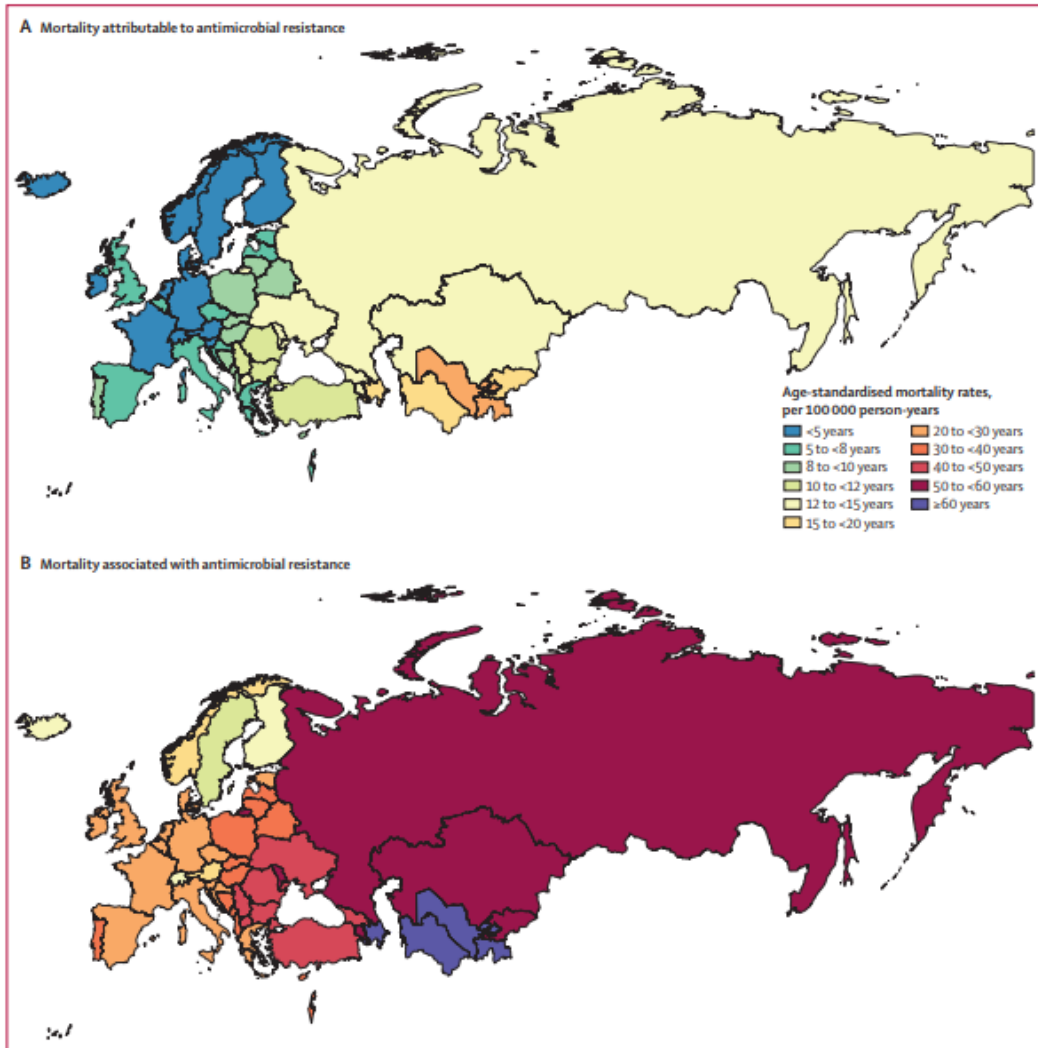 A Mortality attributable to antimicrobial resistance
Age-standardised mortality rates,
per 100 000 person-years
<5 years
5 to <8 years
8 to <10 years
10 to <12 years
12 to <15 years
15 to <20 years
20 to <30 years
30 to <40 years
40 to <50 years
50 to <60 years
≥60 years
B Mortality associated with antimicrobial resistance